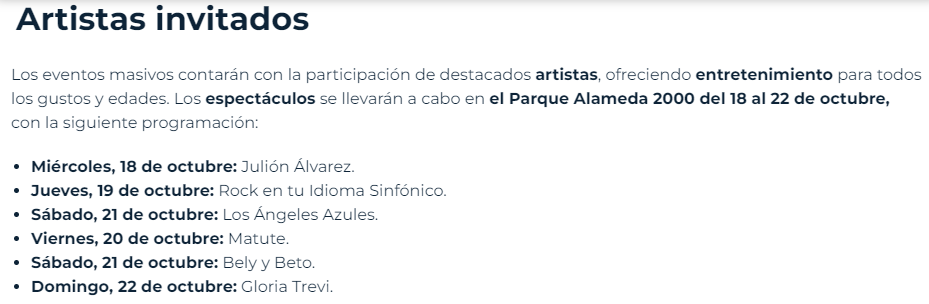 Artistas invitados
Los eventos masivos contarán con la participación de destacados artistas, ofreciendo entretenimiento para todos
los gustos y edades. Los espectáculos se llevarán a cabo en el Parque Alameda 2000 del 18 al 22 de octubre,
con la siguiente programación:
• Miércoles, 18 de octubre: Julión Álvarez.
• Jueves, 19 de octubre: Rock en tu Idioma Sinfónico.
• Sábado, 21 de octubre: Los Ángeles Azules.
• Viernes, 20 de octubre: Matute.
• Sábado, 21 de octubre: Bely y Beto.
• Domingo, 22 de octubre: Gloria Trevi.